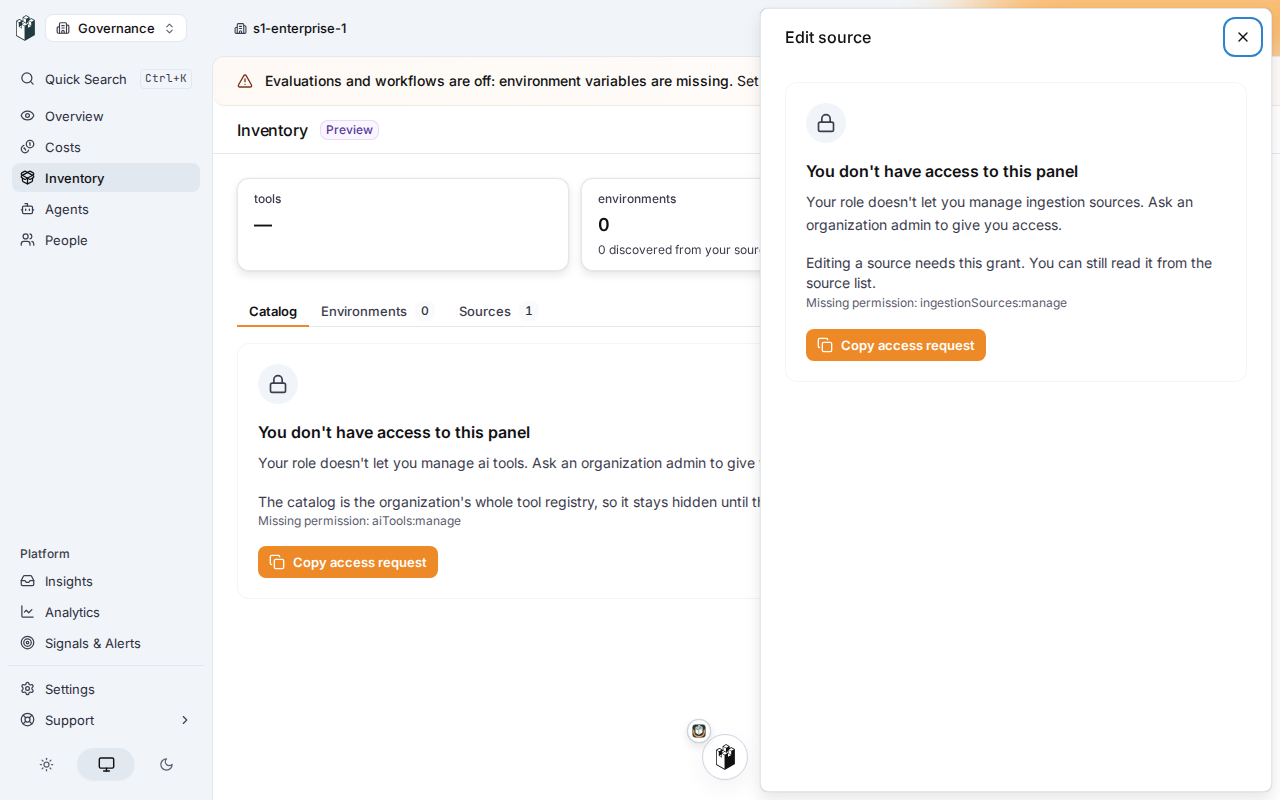 Governance
s1-enterprise-1
Edit source
Quick Search Ctrl+K
Overview
Costs
Inventory
Agents
People
Platform
Insights
Analytics
Signals & Alerts
Settings
Support
Evaluations and workflows are off: environment variables are missing. Set
Inventory Preview
tools
—
environments
0
0 discovered from your
Catalog
Environments 0
Sources 1
You don't have access to this panel
Your role doesn't let you manage ai tools. Ask an organization admin to give
The catalog is the organization's whole tool registry, so it stays hidden until
Missing permission: aiTools:manage
Copy access request
You don't have access to this panel
Your role doesn't let you manage ingestion sources. Ask an
organization admin to give you access.
Editing a source needs this grant. You can still read it from the
source list.
Missing permission: ingestionSources:manage
Copy access request